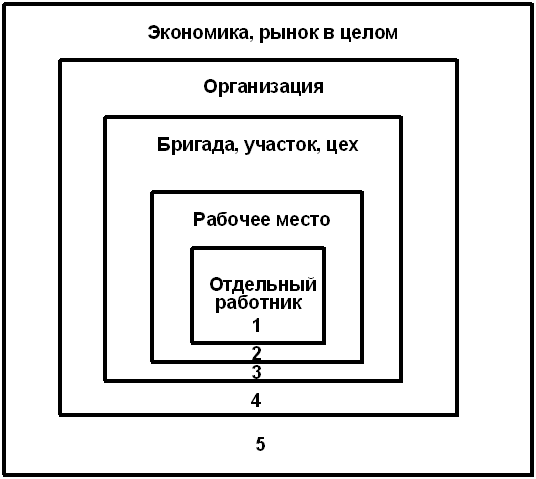 Экономика, рынок в целом
Организация
Бригада, участок, цех
Рабочее место
Отдельный
работник
1
2
3
4
5